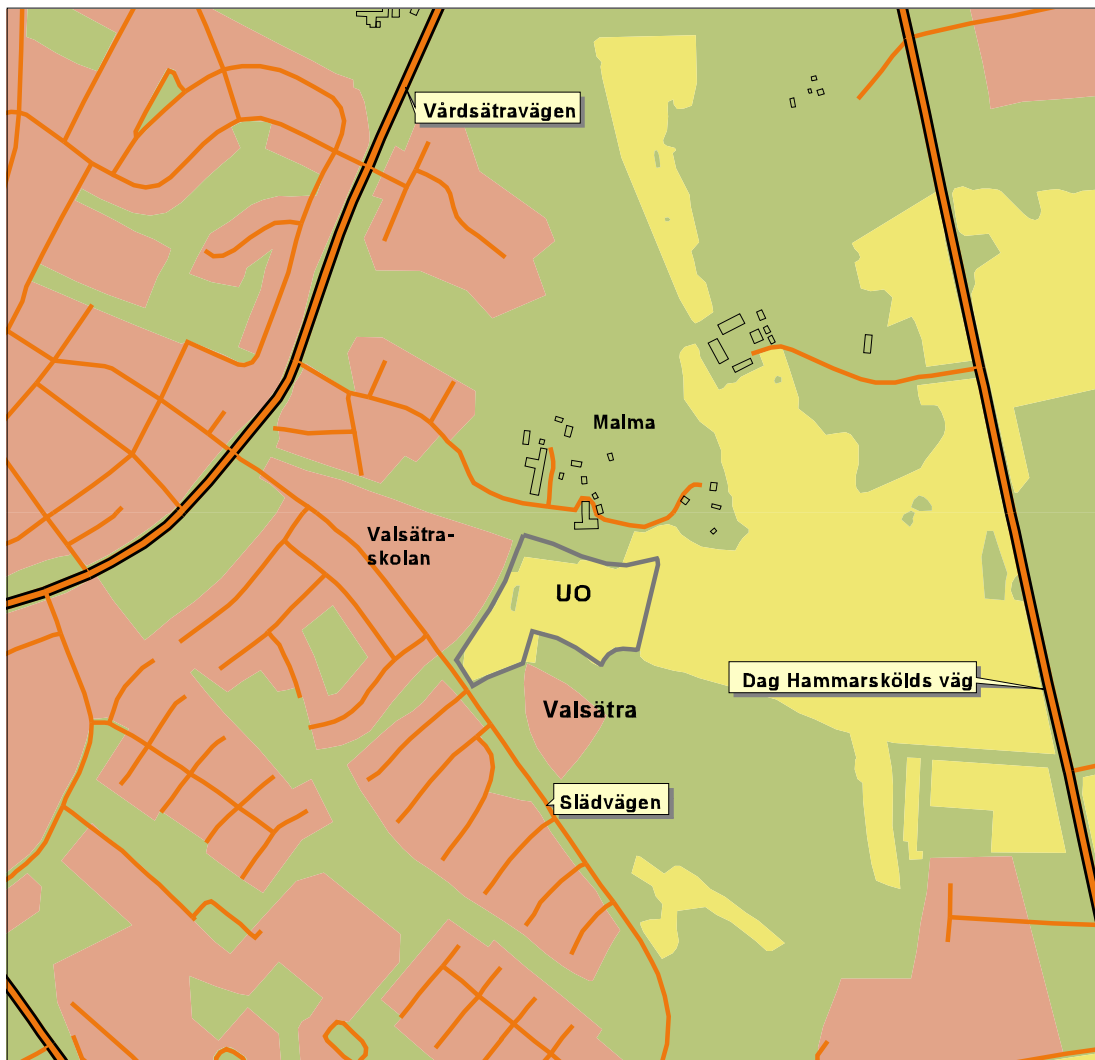 Vårdsätravägen
Malma
Valsätra-
skolan
UO
Dag Hammarskölds väg
Valsätra
Slädvägen